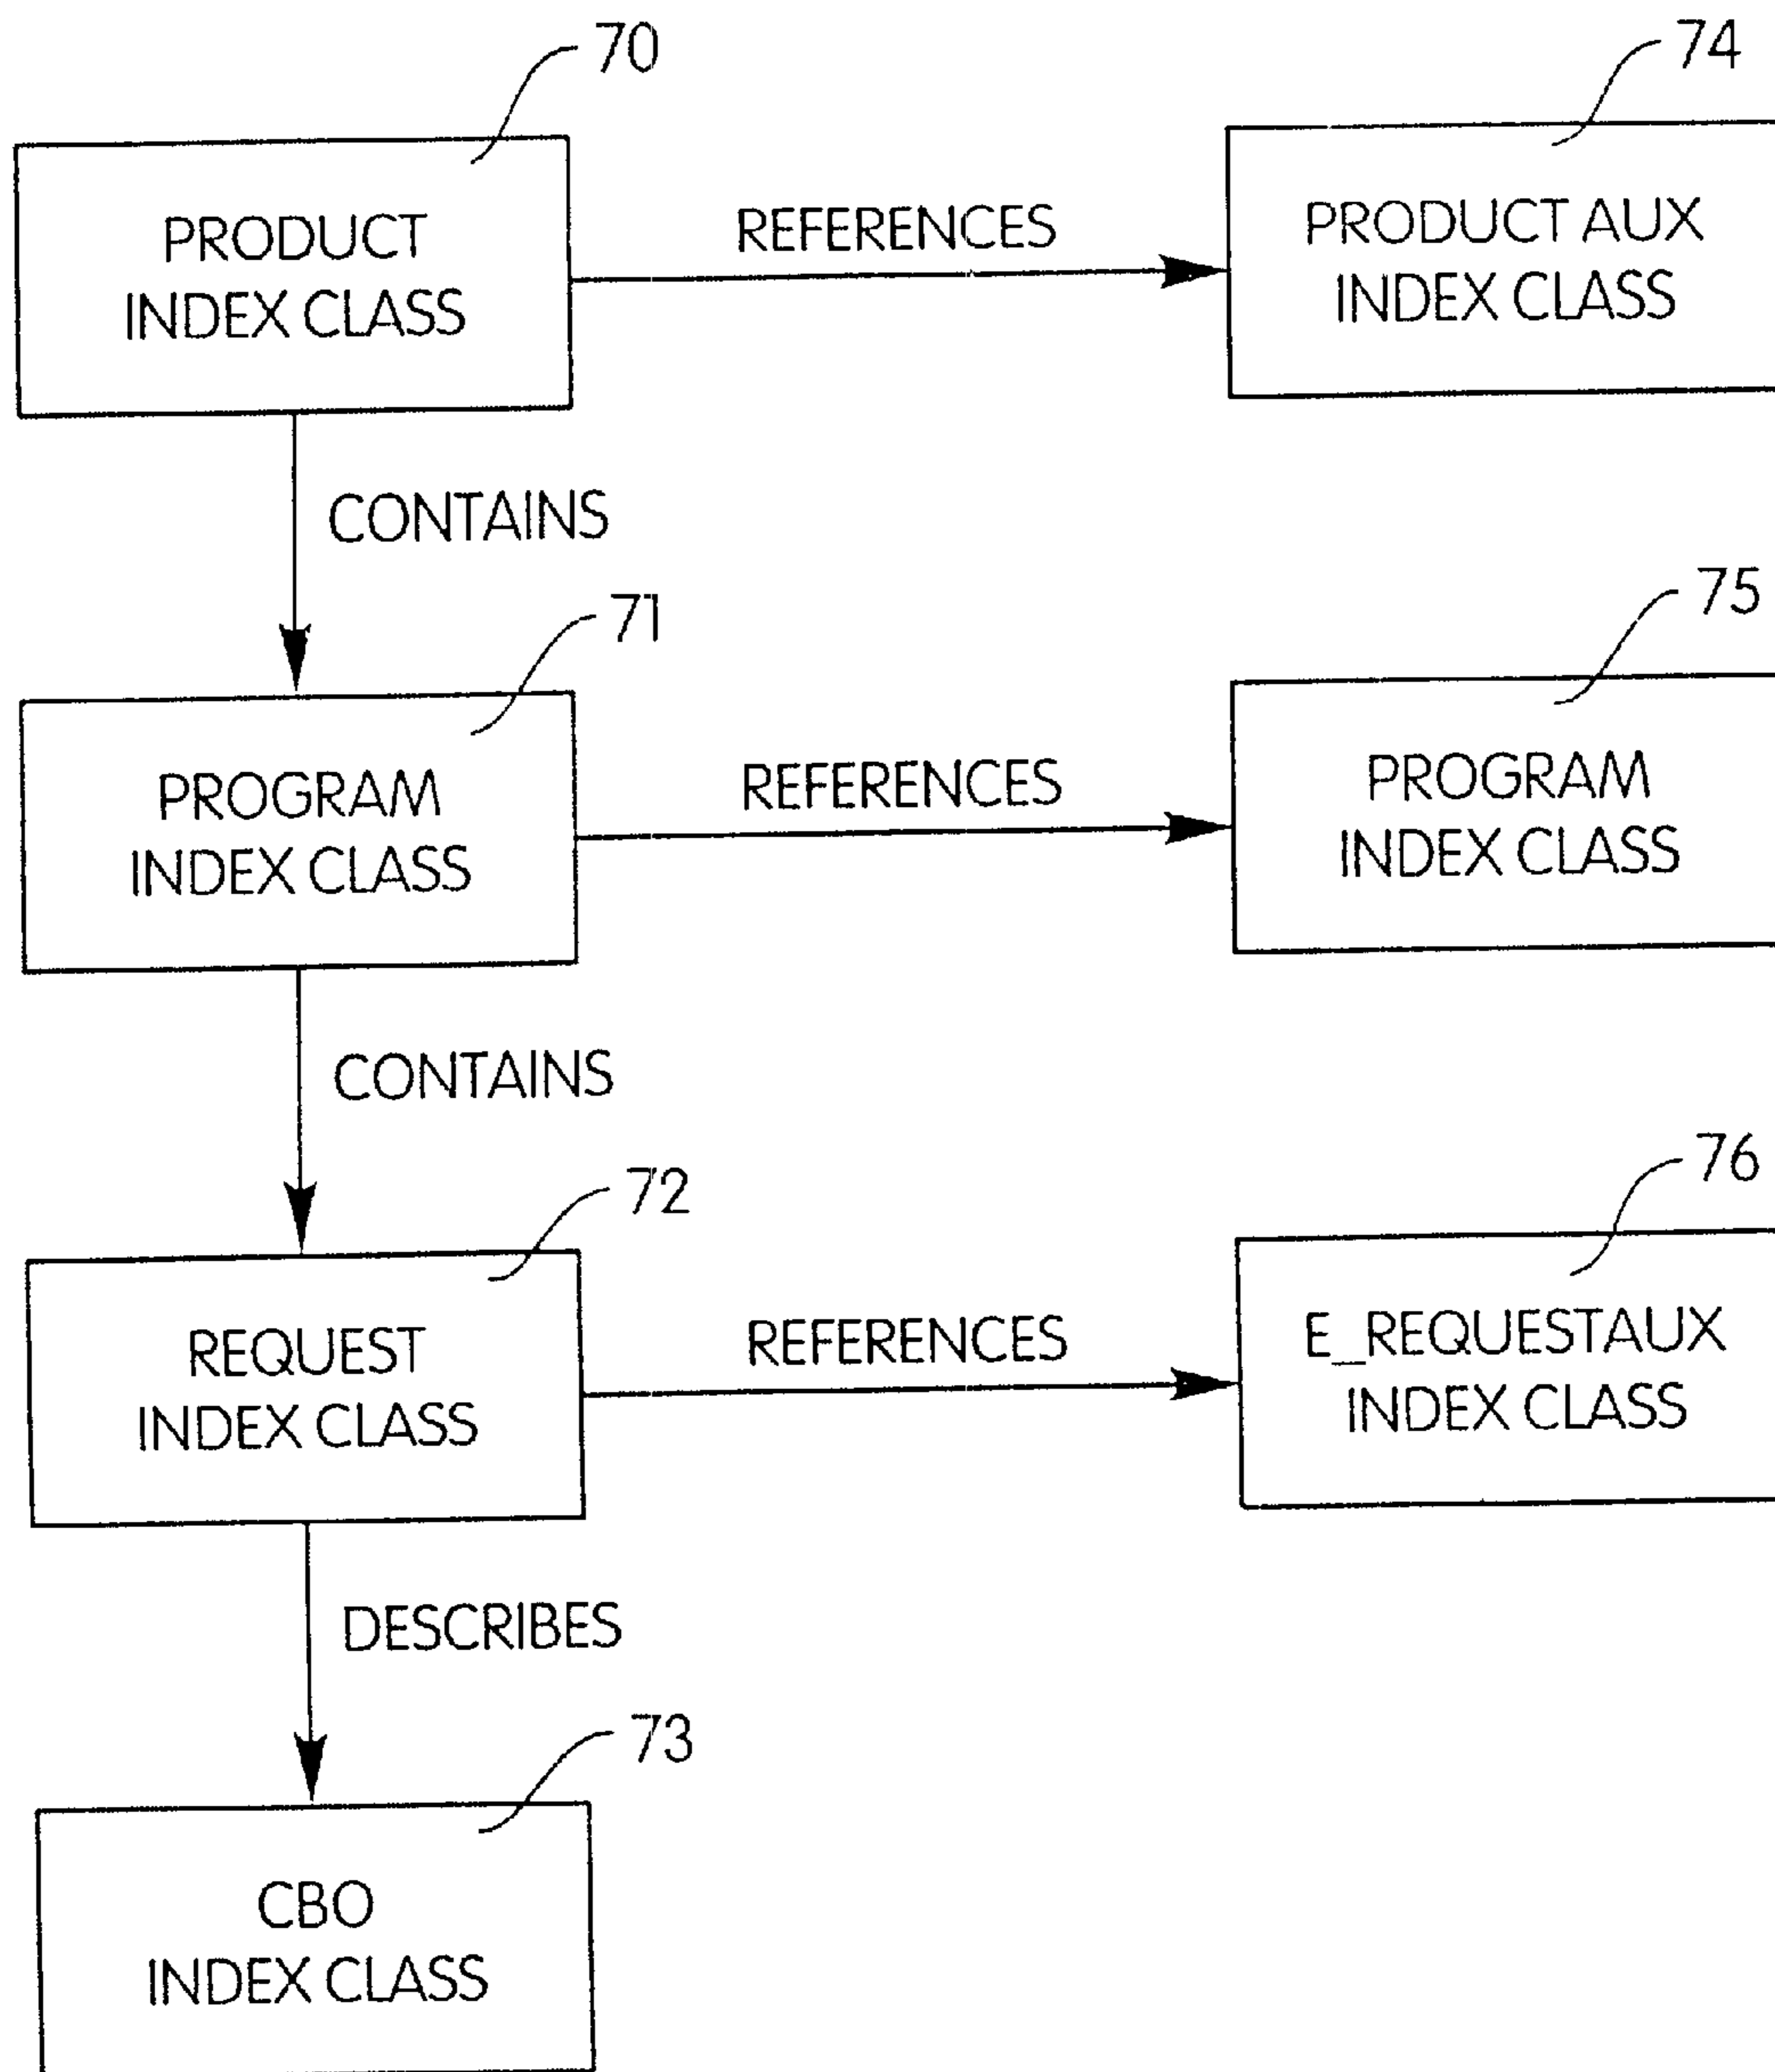 70
74
PRODUCT
INDEX CLASS
REFERENCES
PRODUCT AUX
INDEX CLASS
CONTAINS
71
75
PROGRAM
INDEX CLASS
REFERENCES
PROGRAM
INDEX CLASS
CONTAINS
72
76
REQUEST
INDEX CLASS
REFERENCES
E_REQUESTAUX
INDEX CLASS
DESCRIBES
73
CBO
INDEX CLASS